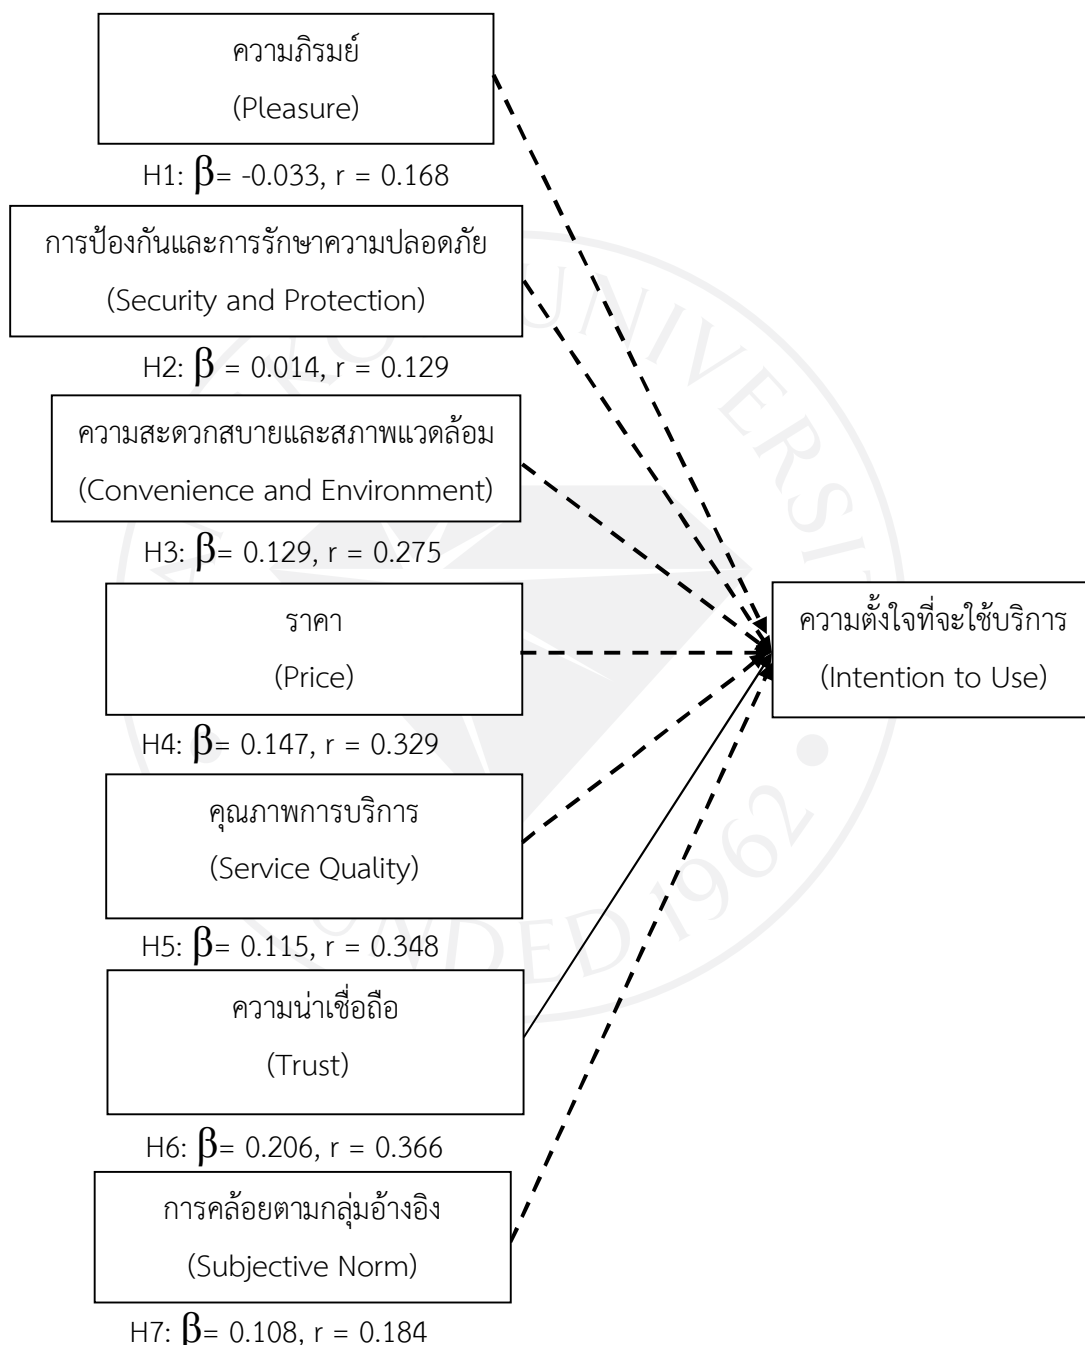 ความภิรมย์
(Pleasure)
H1: β= -0.033, r = 0.168
การป้องกันและการรักษาความปลอดภัย
(Security and Protection)
H2: β = 0.014, r = 0.129
ความสะดวกสบายและสภาพแวดล้อม
(Convenience and Environment)
H3: β= 0.129, r = 0.275
ราคา
(Price)
ความตั้งใจที่จะใช้บริการ
(Intention to Use)
H4: β= 0.147, r = 0.329
คุณภาพการบริการ
(Service Quality)
H5: β= 0.115, r = 0.348
ความน่าเชื่อถือ
(Trust)
H6: β= 0.206, r = 0.366
การคล้อยตามกลุ่มอ้างอิง
(Subjective Norm)
H7: β= 0.108, r = 0.184
UNIVERSI
1962